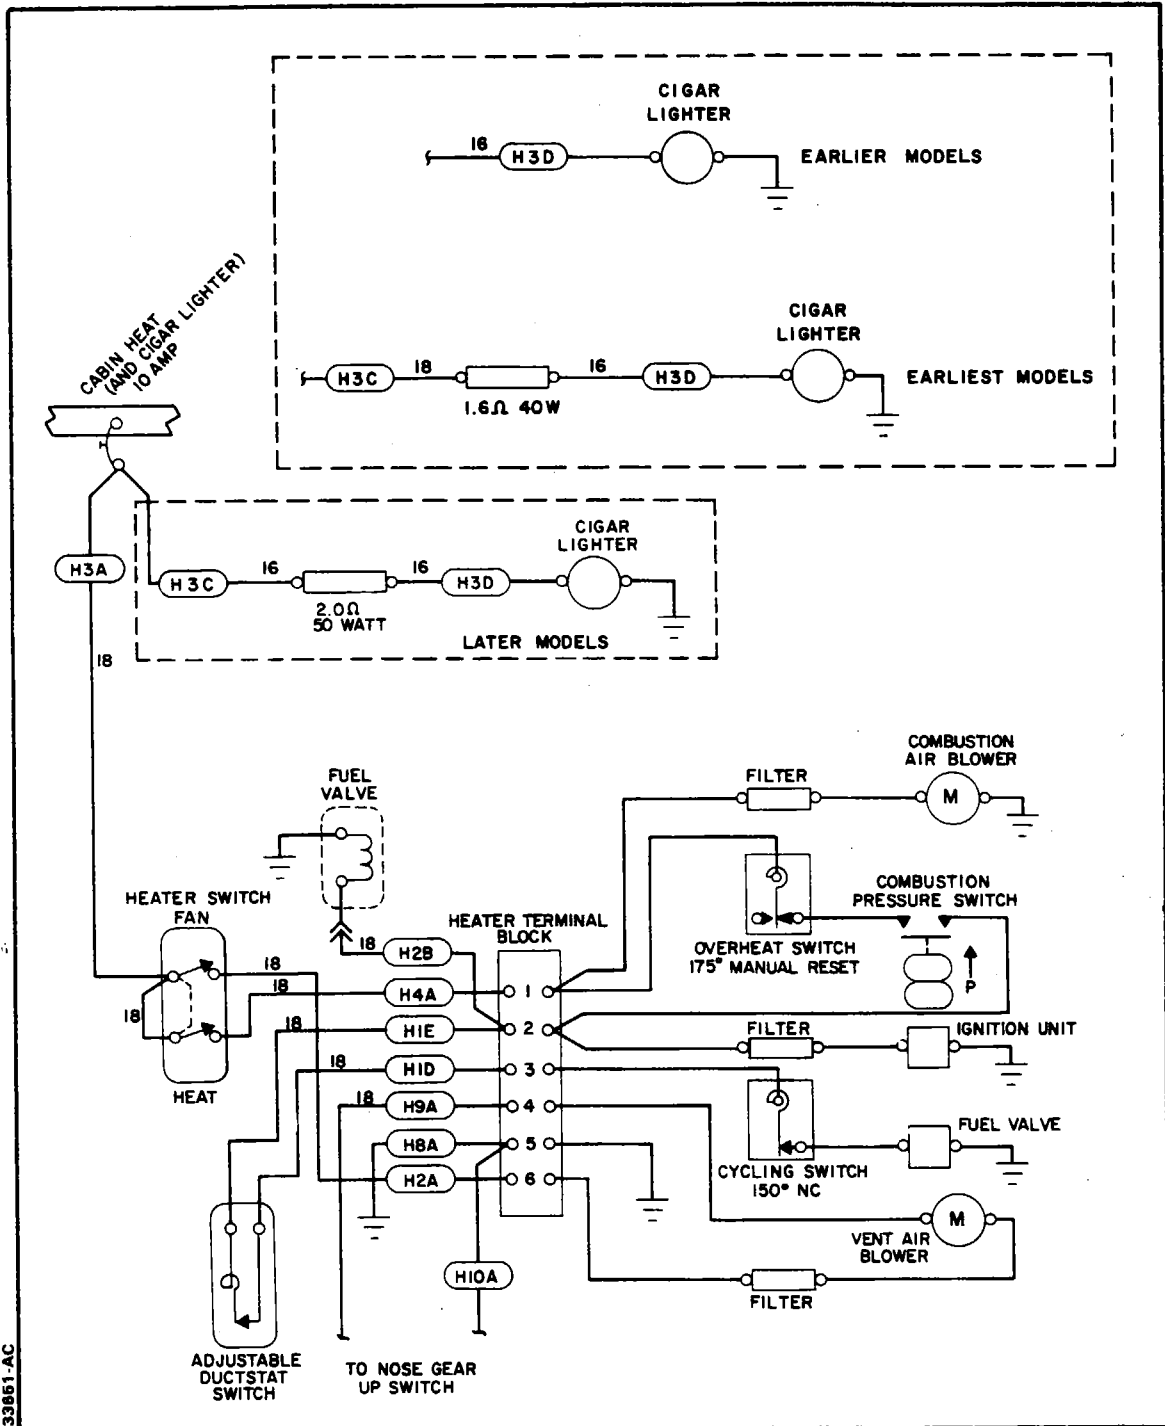 CIGAR
LIGHTER
16
H3D
EARLIER MODELS
CIGAR
LIGHTER
H3C
18
16
H3D
1.6Ω 40W
EARLIEST MODELS
CABIN HEAT
(AND CIGAR LIGHTER)
10 AMP
H3A
18
CIGAR
LIGHTER
H3C
16
16
H3D
2.0Ω
50 WATT
LATER MODELS
FUEL
VALVE
HEATER SWITCH
FAN
18
18
18
18
HEAT
18
H2B
H4A
H1E
18
H1D
18
H9A
H8A
H2A
H10A
HEATER TERMINAL
BLOCK
1
2
3
4
5
6
FILTER
COMBUSTION
AIR BLOWER
M
OVERHEAT SWITCH
175° MANUAL RESET
COMBUSTION
PRESSURE SWITCH
P
FILTER
IGNITION UNIT
CYCLING SWITCH
150° NC
FUEL VALVE
VENT AIR
BLOWER
M
FILTER
ADJUSTABLE
DUCTSTAT
SWITCH
TO NOSE GEAR
UP SWITCH
33651-AC